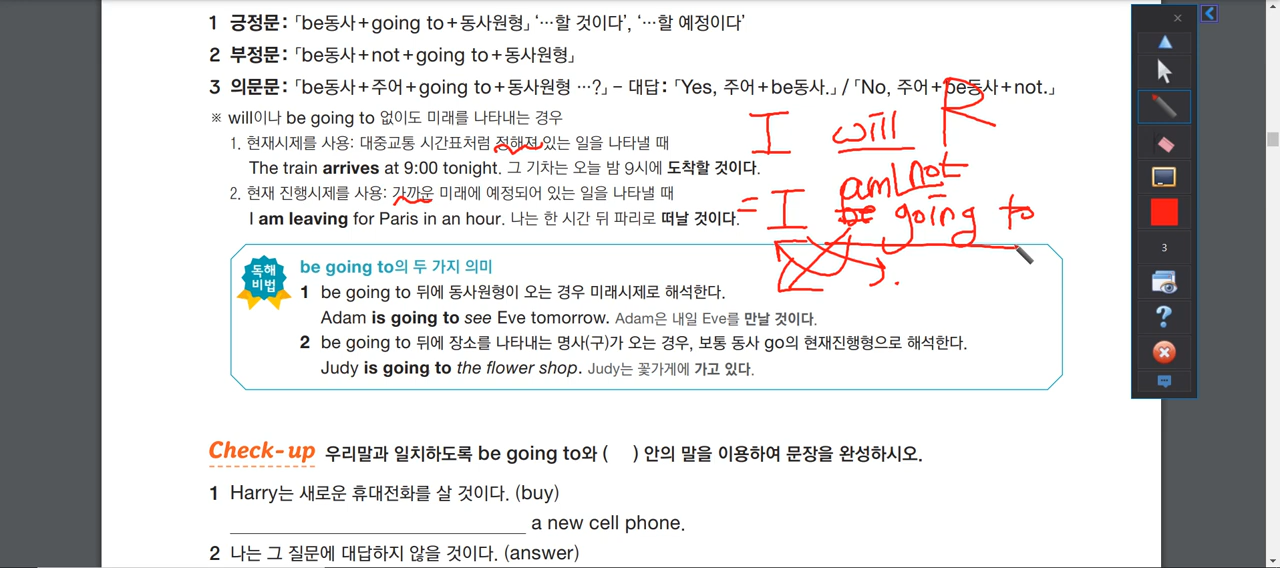 1 긍정문: 「be동사+going to+동사원형」 '…할 것이다', '…할 예정이다'
2 부정문: 「be동사+not+going to+동사원형」
3 의문문: 「be동사+주어+going to+동사원형 …?」 – 대답: 「Yes, 주어+be동사.」 / 「No, 주어+be동사+not.」
※ will이나 be going to 없이도 미래를 나타내는 경우
1. 현재시제를 사용: 대중교통 시간표처럼 정해져 있는 일을 나타낼 때
The train arrives at 9:00 tonight. 그 기차는 오늘 밤 9시에 도착할 것이다.
2. 현재 진행시제를 사용: 가까운 미래에 예정되어 있는 일을 나타낼 때
I am leaving for Paris in an hour. 나는 한 시간 뒤 파리로 떠날 것이다.
I will R
am not
= I be going to
독해
비법
be going to의 두 가지 의미
1 be going to 뒤에 동사원형이 오는 경우 미래시제로 해석한다.
Adam is going to see Eve tomorrow. Adam은 내일 Eve를 만날 것이다.
2 be going to 뒤에 장소를 나타내는 명사(구)가 오는 경우, 보통 동사 go의 현재진행형으로 해석한다.
Judy is going to the flower shop. Judy는 꽃가게에 가고 있다.
Check-up 우리말과 일치하도록 be going to와 ( ) 안의 말을 이용하여 문장을 완성하시오.
1 Harry는 새로운 휴대전화를 살 것이다. (buy)
a new cell phone.
2 나는 그 질문에 대답하지 않을 것이다. (answer)
3